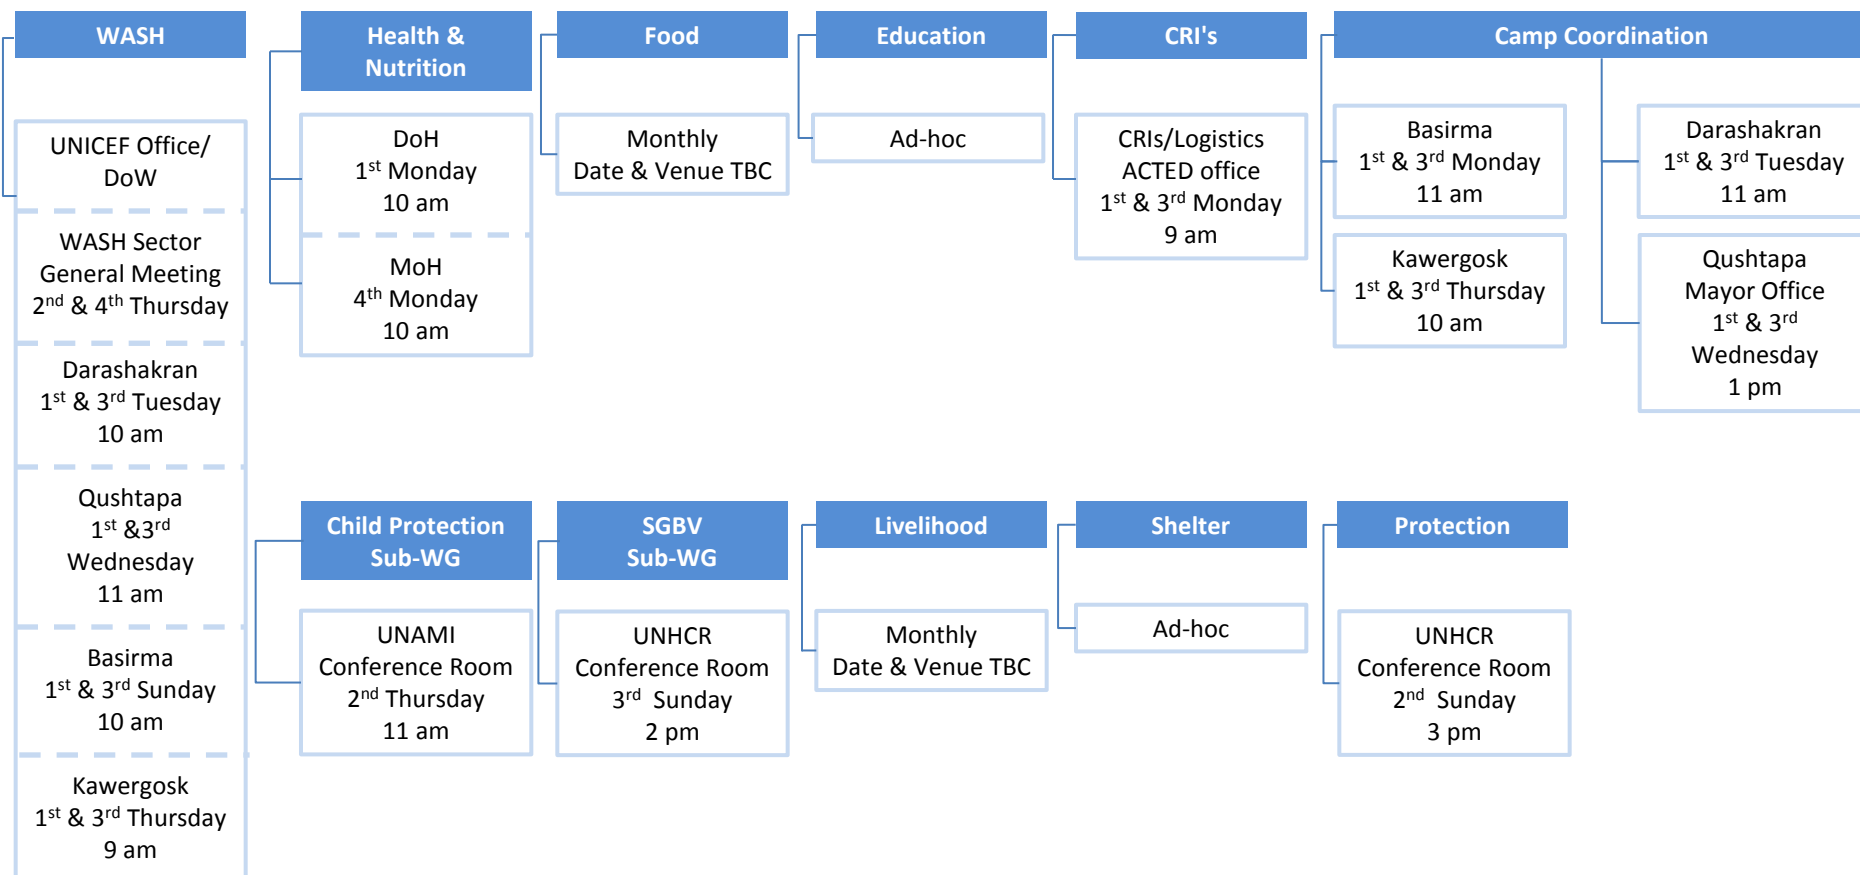 WASH
UNICEF Office/
DoW
WASH Sector
General Meeting
2nd & 4th Thursday
Darashakran
1st & 3rd Tuesday
10 am
Qushtapa
1st &3rd
Wednesday
11 am
Basirma
1st & 3rd Sunday
10 am
Kawergosk
1st & 3rd Thursday
9 am
Health &
Nutrition
DoH
1st Monday
10 am
MoH
4th Monday
10 am
Food
Monthly
Date & Venue TBC
Education
Ad-hoc
CRI's
CRIs/Logistics
ACTED office
1st & 3rd Monday
9 am
Camp Coordination
Basirma
1st & 3rd Monday
11 am
Kawergosk
1st & 3rd Thursday
10 am
Darashakran
1st & 3rd Tuesday
11 am
Qushtapa
Mayor Office
1st & 3rd
Wednesday
1 pm
Child Protection
Sub-WG
UNAMI
Conference Room
2nd Thursday
11 am
SGBV
Sub-WG
UNHCR
Conference Room
3rd Sunday
2 pm
Livelihood
Monthly
Date & Venue TBC
Shelter
Ad-hoc
Protection
UNHCR
Conference Room
2nd Sunday
3 pm